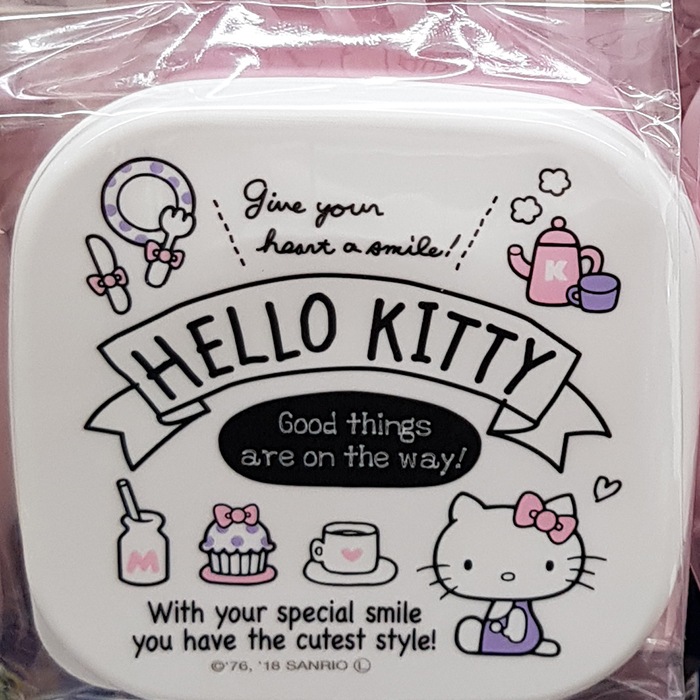 Give your
heart a smile!
K
HELLO KITTY
Good things
are on the way!
M
With your special smile
you have the cutest style!
©'76, '18 SANRIO Ⓛ